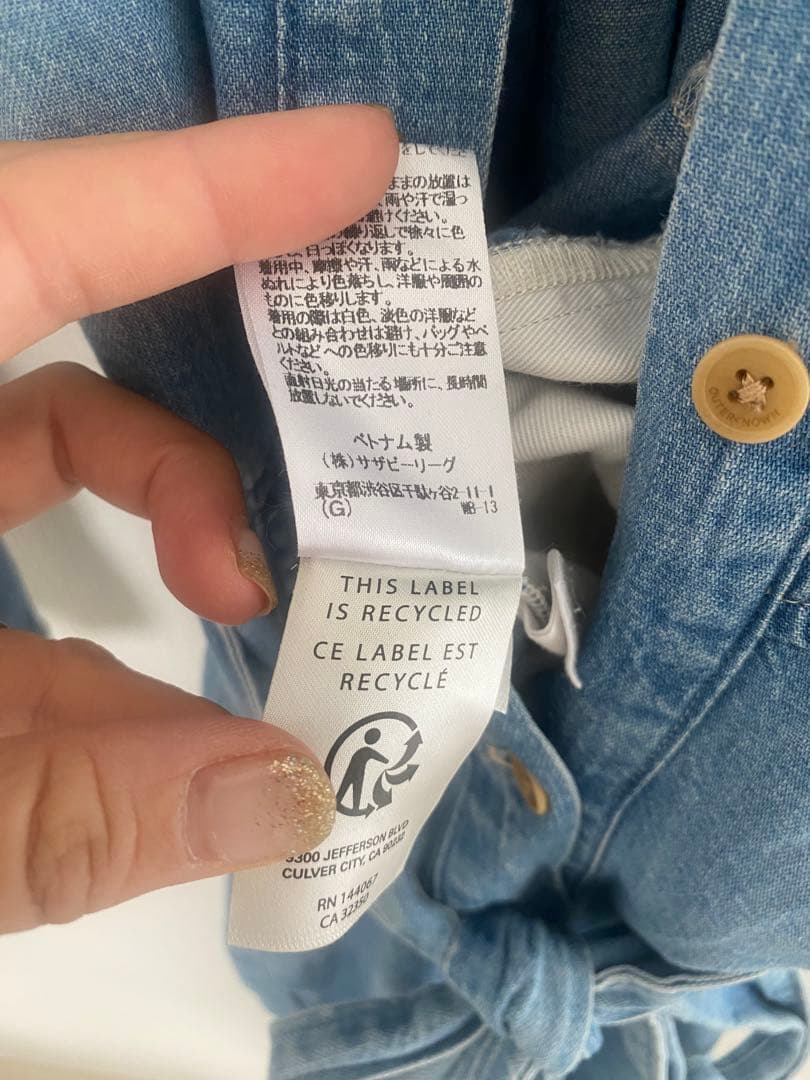 をしてくださ
ままの放置は
雨や汗で湿っ
避けください。
繰り返しで徐々に色
白っぽくなります。
着用中、摩擦や汗、雨などによる水
ぬれにより色落ちし、洋服や周囲の
ものに色移りします。
着用の際は白色、淡色の洋服など
との組み合わせは避け、バッグやベ
ルトなどへの色移りにも十分ご注意
ください。
直射日光の当たる場所に、長時間
放置しないでください。
ベトナム製
(株)サザビーリーグ
東京都渋谷区千駄ヶ谷2-11-1
(G) WB-13
THIS LABEL
IS RECYCLED
CE LABEL EST
RECYCLÉ
3300 JEFFERSON BLVD
CULVER CITY, CA 90232
RN 144067
CA 32350
OUTERKNOWN